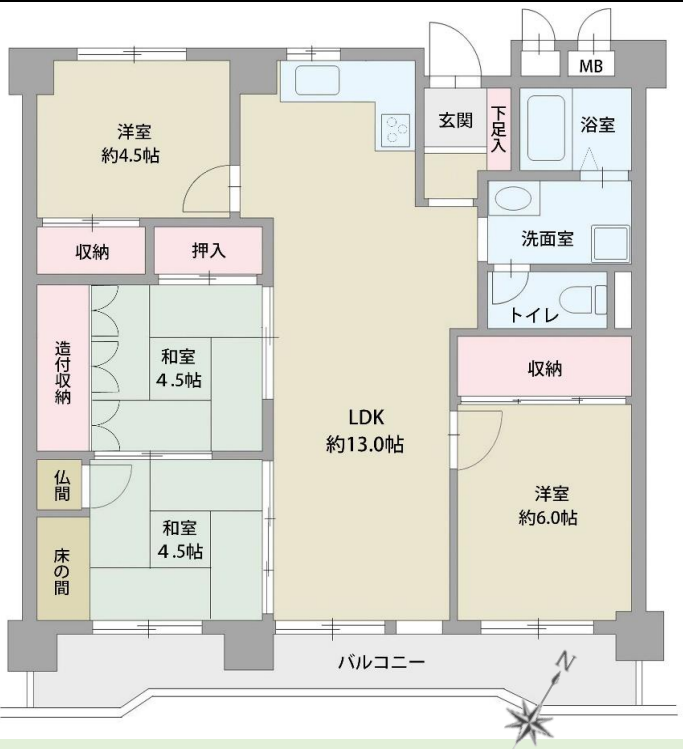 MB
洋室
約4.5帖
玄関
下足入
浴室
洗面室
収納
押入
トイレ
造付収納
和室
４.5帖
収納
LDK
約13.0帖
仏間
洋室
約6.0帖
和室
４.5帖
床の間
バルコニー
N